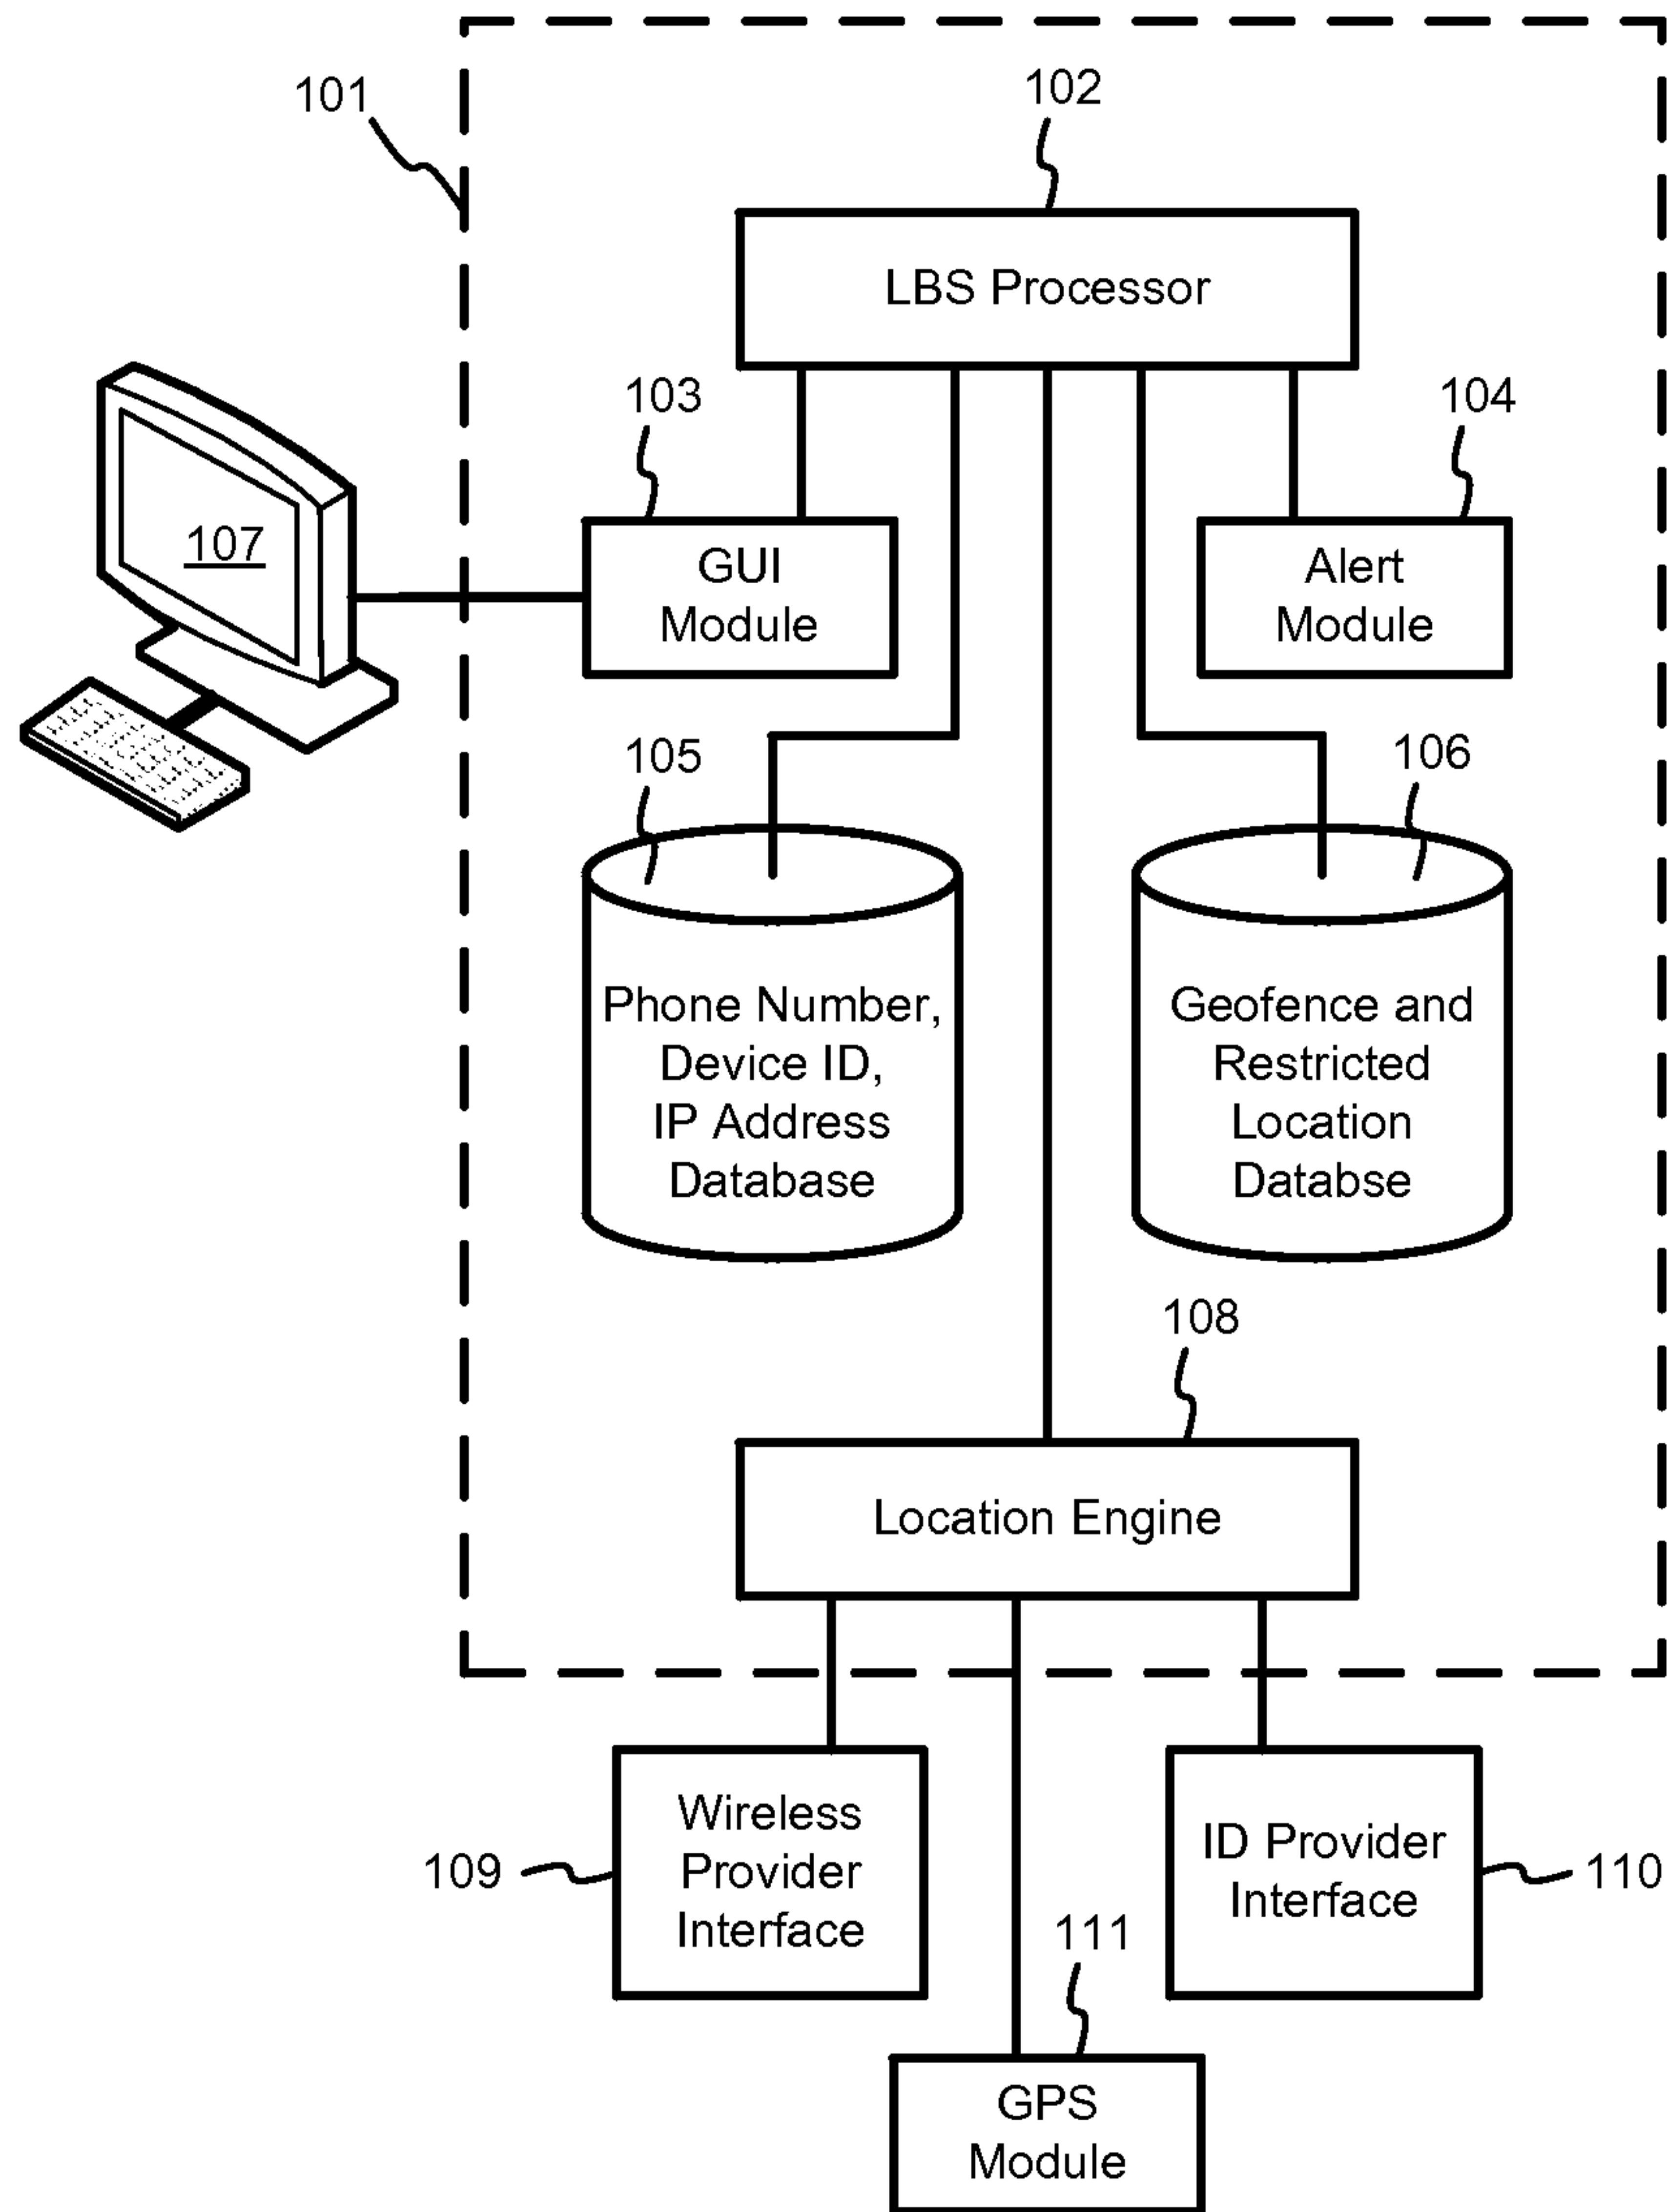 101
102
LBS Processor
103
104
107
GUI
Module
Alert
Module
105
106
Phone Number,
Device ID,
IP Address
Database
Geofence and
Restricted
Location
Databse
108
Location Engine
109
Wireless
Provider
Interface
ID Provider
Interface
110
111
GPS
Module